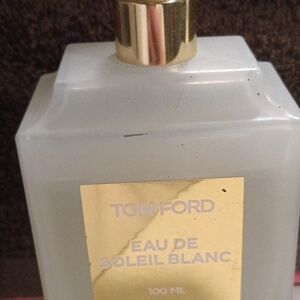 TOM FORD
EAU DE
SOLEIL BLANC
100 ML